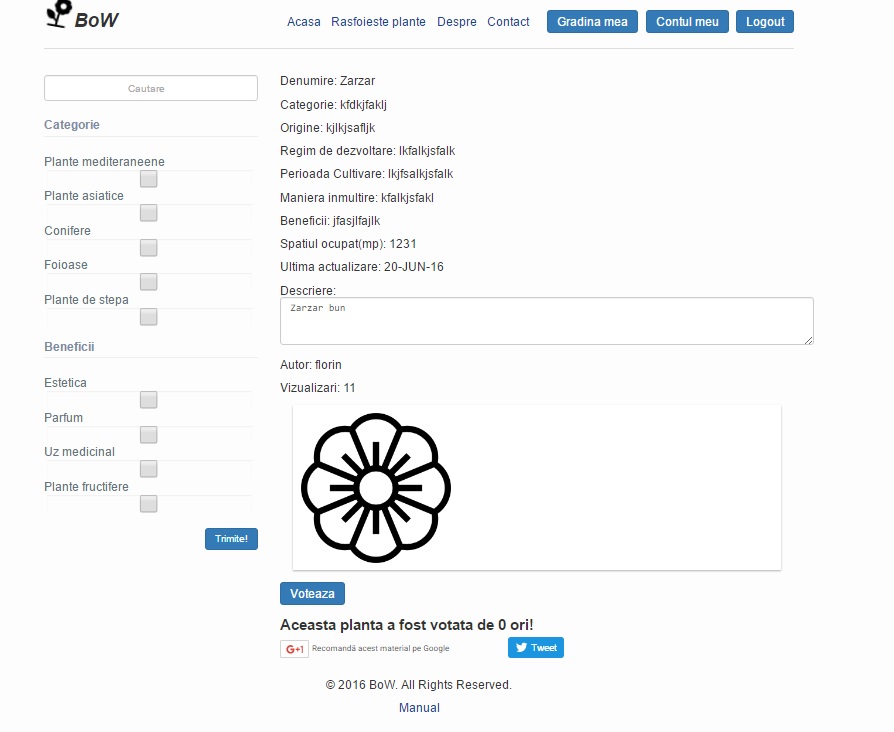 BoW
Acasa Rasfoieste plante Despre Contact Gradina mea Contul meu Logout
Cautare
Categorie
Plante mediteraneene
Plante asiatice
Conifere
Foioase
Plante de stepa
Beneficii
Estetica
Parfum
Uz medicinal
Plante fructifere
Trimite!
Denumire: Zarzar
Categorie: kfdkjfaklj
Origine: kjlkjsafljk
Regim de dezvoltare: lkfalkjsfalk
Perioada Cultivare: lkjfsalkjsfalk
Maniera inmultire: kfalkjsfakl
Beneficii: jfasjlfajlk
Spatiul ocupat(mp): 1231
Ultima actualizare: 20-JUN-16
Descriere:
Zarzar bun
Autor: florin
Vizualizari: 11
Voteaza
Aceasta planta a fost votata de 0 ori!
G+1 Recomandă acest material pe Google Tweet
© 2016 BoW. All Rights Reserved.
Manual